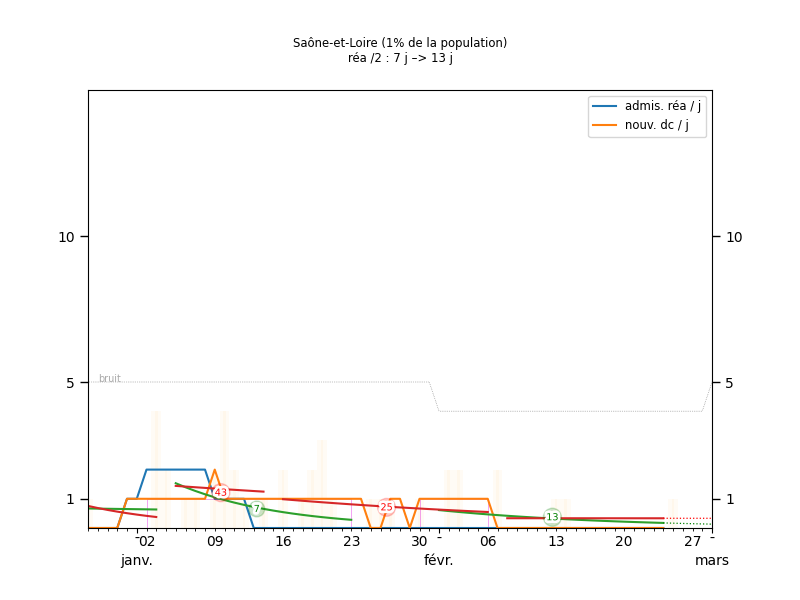 Saône-et-Loire (1% de la population)
réa /2 : 7 j –> 13 j
admis. réa / j
nouv. dc / j
10 10
bruit
5 5
43
25
7
13
1 1
02 09 16 23 30 06 13 20 27
janv. févr. mars